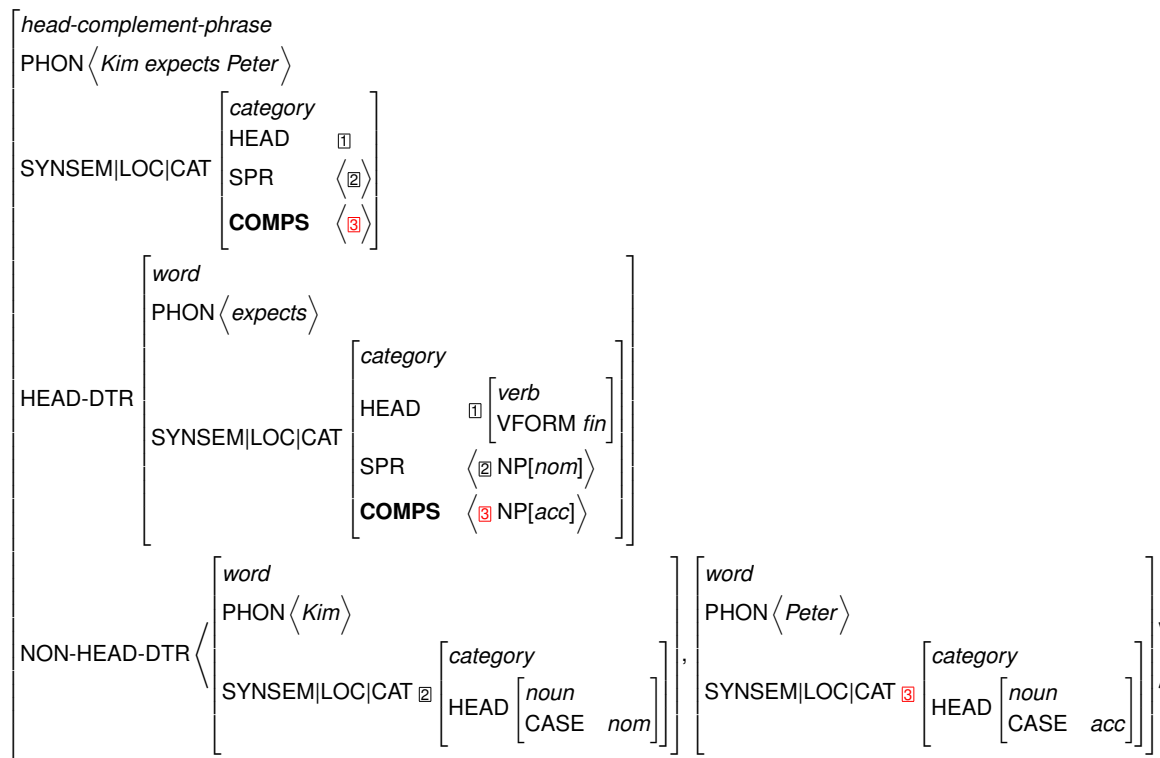 head-complement-phrase
PHON ⟨Kim expects Peter⟩
category
HEAD 1
SYNSEM|LOC|CAT SPR ⟨2⟩
COMPS ⟨3⟩
word
PHON ⟨expects⟩
category
HEAD 1 verb
VFORM fin
HEAD-DTR SYNSEM|LOC|CAT
SPR ⟨2 NP[nom]⟩
COMPS ⟨3 NP[acc]⟩
word word
PHON ⟨Kim⟩ PHON ⟨Peter⟩
NON-HEAD-DTR ⟨ , ⟩
category category
SYNSEM|LOC|CAT 2 HEAD noun SYNSEM|LOC|CAT 3 HEAD noun
CASE nom CASE acc